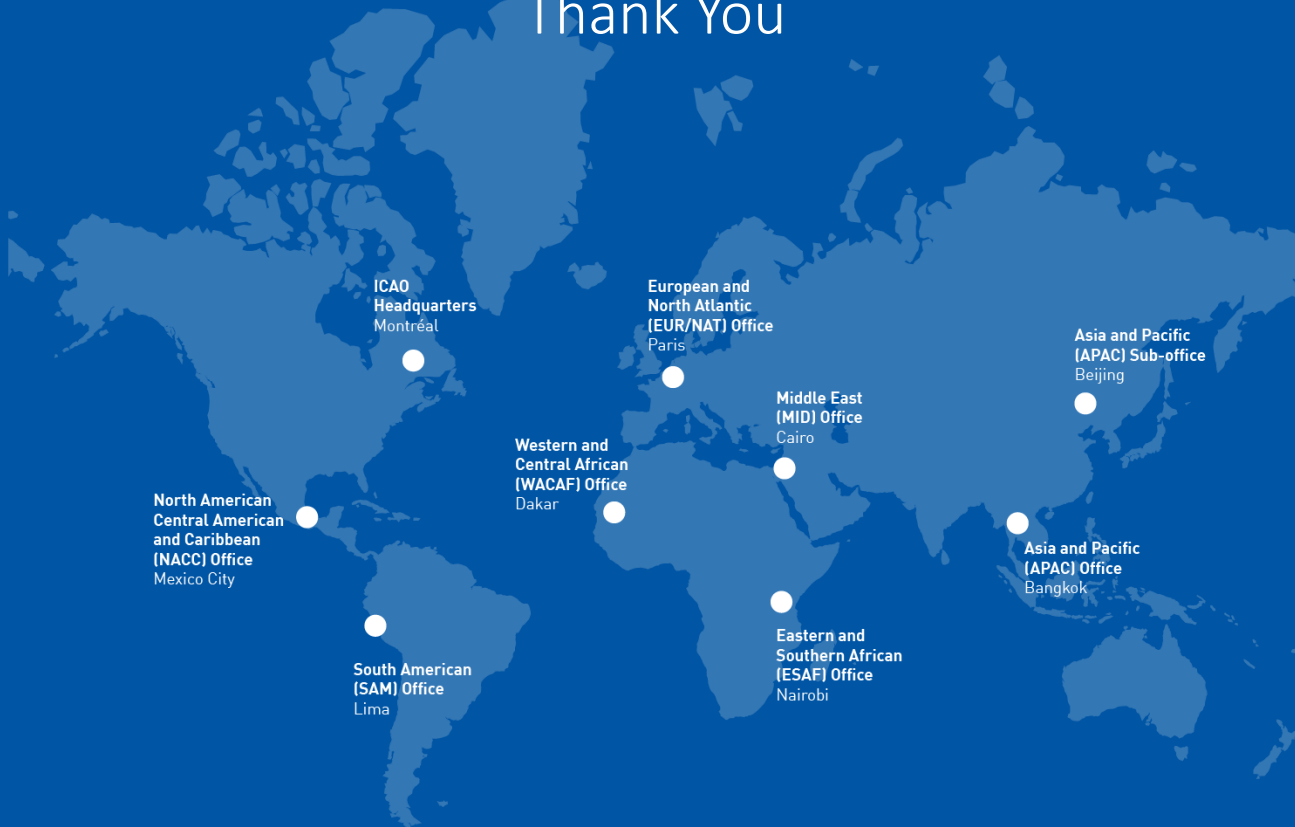 Thank You
ICAO
Headquarters
Montréal
European and
North Atlantic
(EUR/NAT) Office
Paris
Asia and Pacific
(APAC) Sub-office
Beijing
Middle East
(MID) Office
Cairo
Western and
Central African
(WACAF) Office
Dakar
North American
Central American
and Caribbean
(NACC) Office
Mexico City
Asia and Pacific
(APAC) Office
Bangkok
Eastern and
Southern African
(ESAF) Office
Nairobi
South American
(SAM) Office
Lima